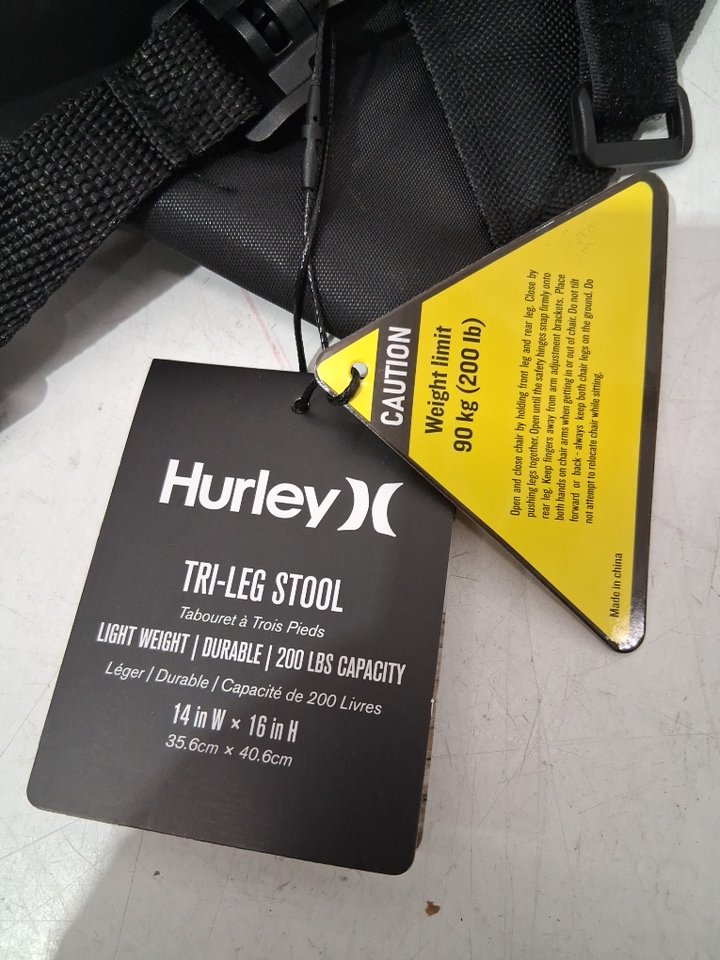 Hurley
TRI-LEG STOOL
Tabouret à Trois Pieds
LIGHT WEIGHT | DURABLE | 200 LBS CAPACITY
Léger | Durable | Capacité de 200 Livres
14 in W × 16 in H
35.6cm × 40.6cm
CAUTION
Weight limit
90 kg (200 lb)
Open and close chair by holding front leg and rear leg. Close by
pushing legs together. Open until the safety hinges snap firmly onto
rear leg. Keep fingers away from arm adjustment brackets. Place
both hands on chair arms when getting in or out of chair. Do not tilt
forward or back - always keep both chair legs on the ground. Do
not attempt to relocate chair while sitting.
Made in china